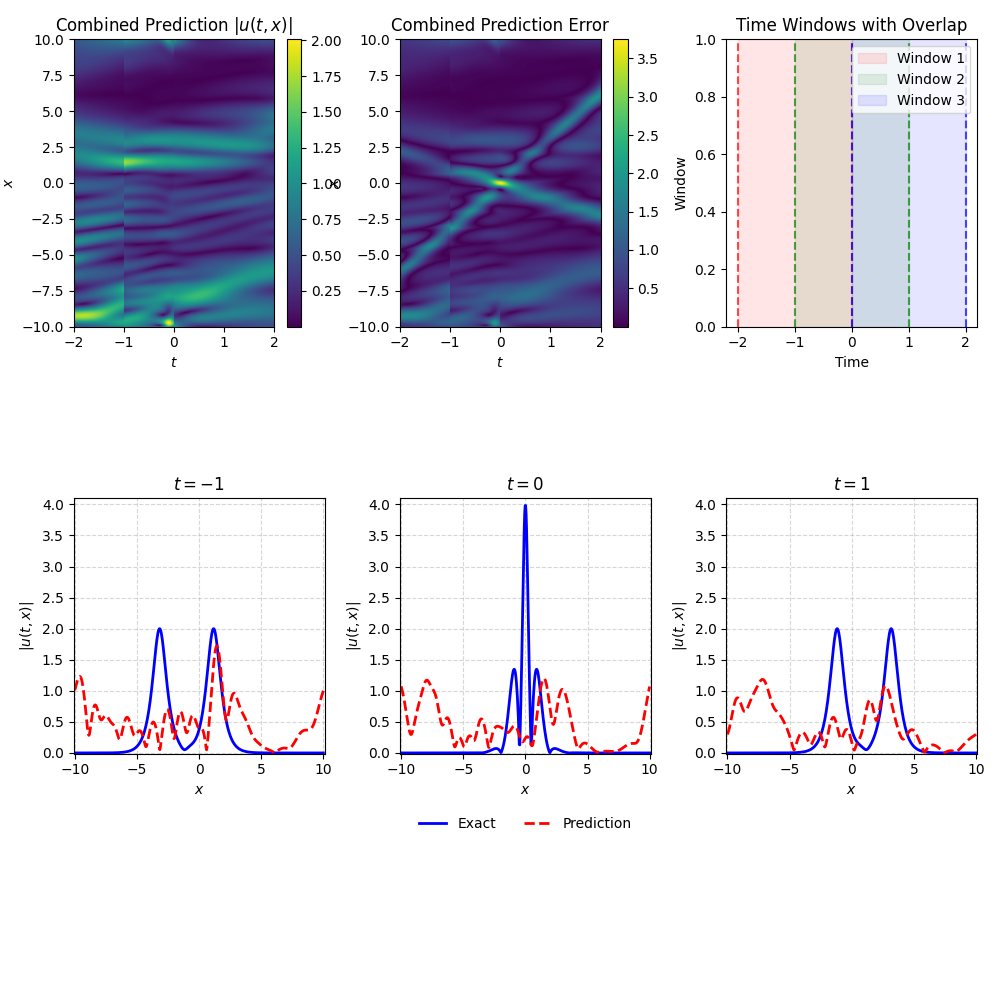 Combined Prediction |u(t, x)|
10.0
7.5
5.0
2.5
0.0
−2.5
−5.0
−7.5
−10.0
x
−2 −1 0 1 2
t
2.00
1.75
1.50
1.25
1.00
0.75
0.50
0.25
Combined Prediction Error
10.0
7.5
5.0
2.5
0.0
−2.5
−5.0
−7.5
−10.0
x
−2 −1 0 1 2
t
3.5
3.0
2.5
2.0
1.5
1.0
0.5
Time Windows with Overlap
1.0
0.8
0.6
0.4
0.2
0.0
Window
Window 1
Window 2
Window 3
−2 −1 0 1 2
Time
t = −1
4.0
3.5
3.0
2.5
2.0
1.5
1.0
0.5
0.0
|u(t, x)|
−10 −5 0 5 10
x
t = 0
4.0
3.5
3.0
2.5
2.0
1.5
1.0
0.5
0.0
|u(t, x)|
−10 −5 0 5 10
x
t = 1
4.0
3.5
3.0
2.5
2.0
1.5
1.0
0.5
0.0
|u(t, x)|
−10 −5 0 5 10
x
Exact Prediction